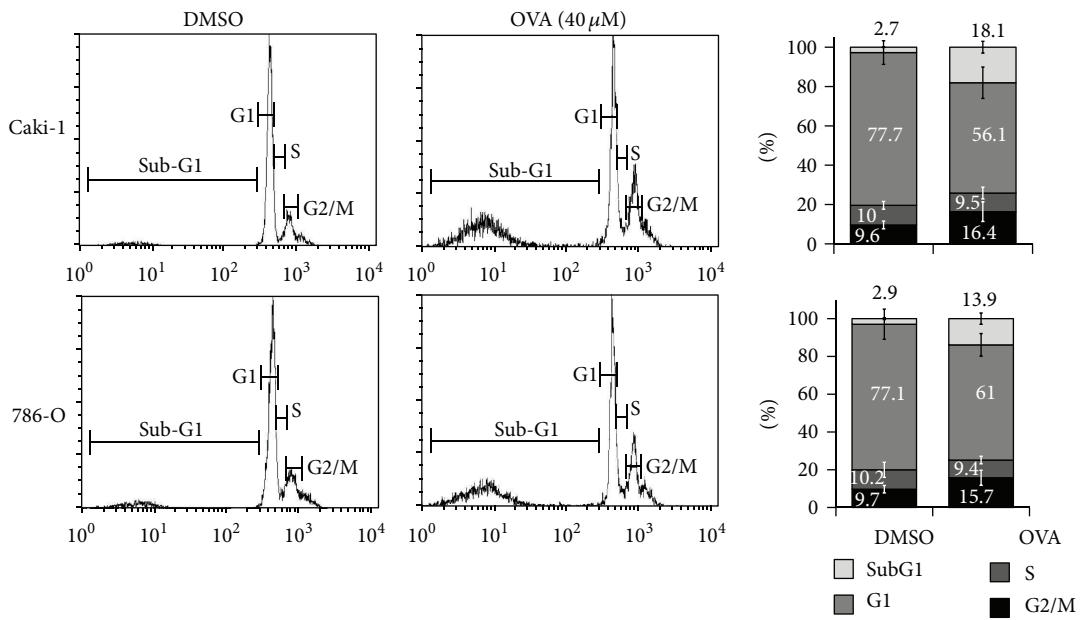 DMSO
OVA (40 μM)
Caki-1
G1
S
Sub-G1
G2/M
10^0 10^1 10^2 10^3 10^4
G1
S
Sub-G1
G2/M
10^0 10^1 10^2 10^3 10^4
(%)
100
80
60
40
20
0
2.7
18.1
77.7
56.1
10
9.5
9.6
16.4
786-O
G1
S
Sub-G1
G2/M
10^0 10^1 10^2 10^3 10^4
G1
S
Sub-G1
G2/M
10^0 10^1 10^2 10^3 10^4
(%)
100
80
60
40
20
0
2.9
13.9
77.1
61
10.2
9.4
9.7
15.7
DMSO
OVA
SubG1
G1
S
G2/M